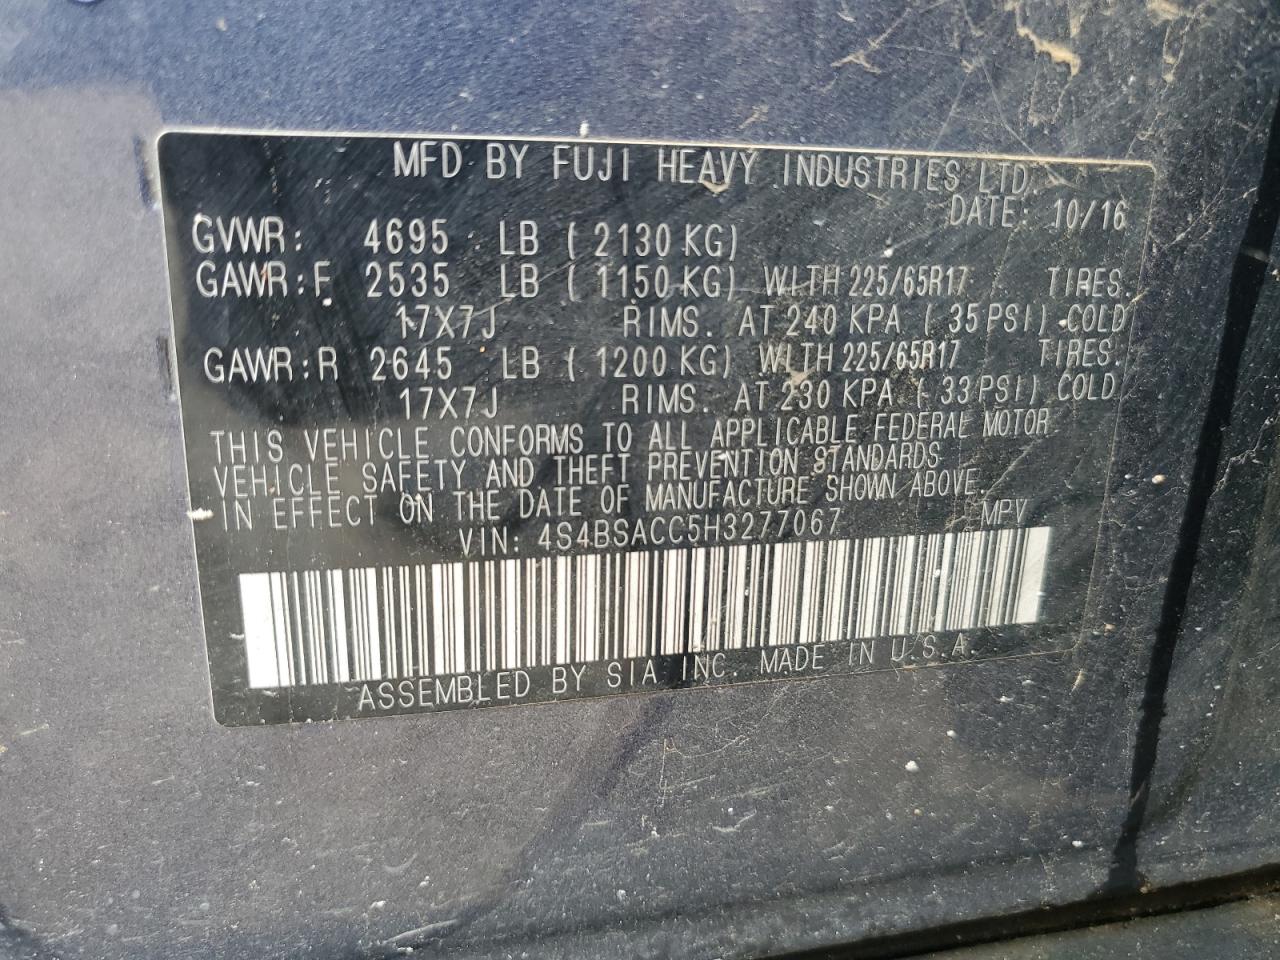 MFD BY FUJI HEAVY INDUSTRIES LTD.
DATE: 10/16
GVWR: 4695 LB ( 2130 KG)
GAWR: F 2535 LB ( 1150 KG) WITH 225/65R17 TIRES.
17X7J RIMS. AT 240 KPA ( 35 PSI) COLD
GAWR: R 2645 LB ( 1200 KG) WITH 225/65R17 TIRES.
17X7J RIMS. AT 230 KPA ( 33 PSI) COLD
THIS VEHICLE CONFORMS TO ALL APPLICABLE FEDERAL MOTOR
VEHICLE SAFETY AND THEFT PREVENTION STANDARDS
IN EFFECT ON THE DATE OF MANUFACTURE SHOWN ABOVE.
VIN: 4S4BSACC5H3277067 MPV
ASSEMBLED BY SIA INC. MADE IN U.S.A.